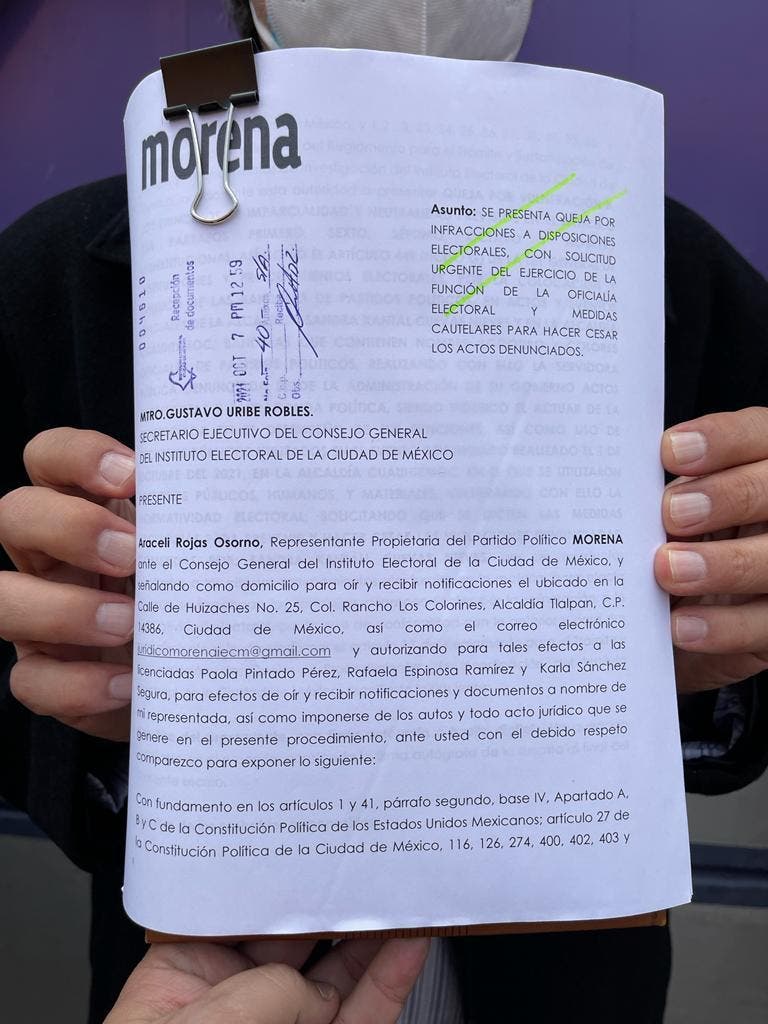 morena
Asunto: SE PRESENTA QUEJA POR
INFRACCIONES A DISPOSICIONES
ELECTORALES, CON SOLICITUD
URGENTE DEL EJERCICIO DE LA
FUNCIÓN DE LA OFICIALÍA
ELECTORAL Y MEDIDAS
CAUTELARES PARA HACER CESAR
LOS ACTOS DENUNCIADOS.
004610
Recepción
de documentos
2021 OCT 7 PM 12 59
MTRO.GUSTAVO URIBE ROBLES.
SECRETARIO EJECUTIVO DEL CONSEJO GENERAL
DEL INSTITUTO ELECTORAL DE LA CIUDAD DE MÉXICO
PRESENTE
Araceli Rojas Osorno, Representante Propietaria del Partido Político MORENA
ante el Consejo General del Instituto Electoral de la Ciudad de México, y
señalando como domicilio para oír y recibir notificaciones el ubicado en la
Calle de Huizaches No. 25, Col. Rancho Los Colorines, Alcaldía Tlalpan, C.P.
14386, Ciudad de México, así como el correo electrónico
juridicomorenaiecm@gmail.com y autorizando para tales efectos a las
licenciadas Paola Pintado Pérez, Rafaela Espinosa Ramírez y Karla Sánchez
Segura, para efectos de oír y recibir notificaciones y documentos a nombre de
mi representada, así como imponerse de los autos y todo acto jurídico que se
genere en el presente procedimiento, ante usted con el debido respeto
comparezco para exponer lo siguiente:
Con fundamento en los artículos 1 y 41, párrafo segundo, base IV, Apartado A,
B y C de la Constitución Política de los Estados Unidos Mexicanos; artículo 27 de
la Constitución Política de la Ciudad de México, 116, 126, 274, 400, 402, 403 y